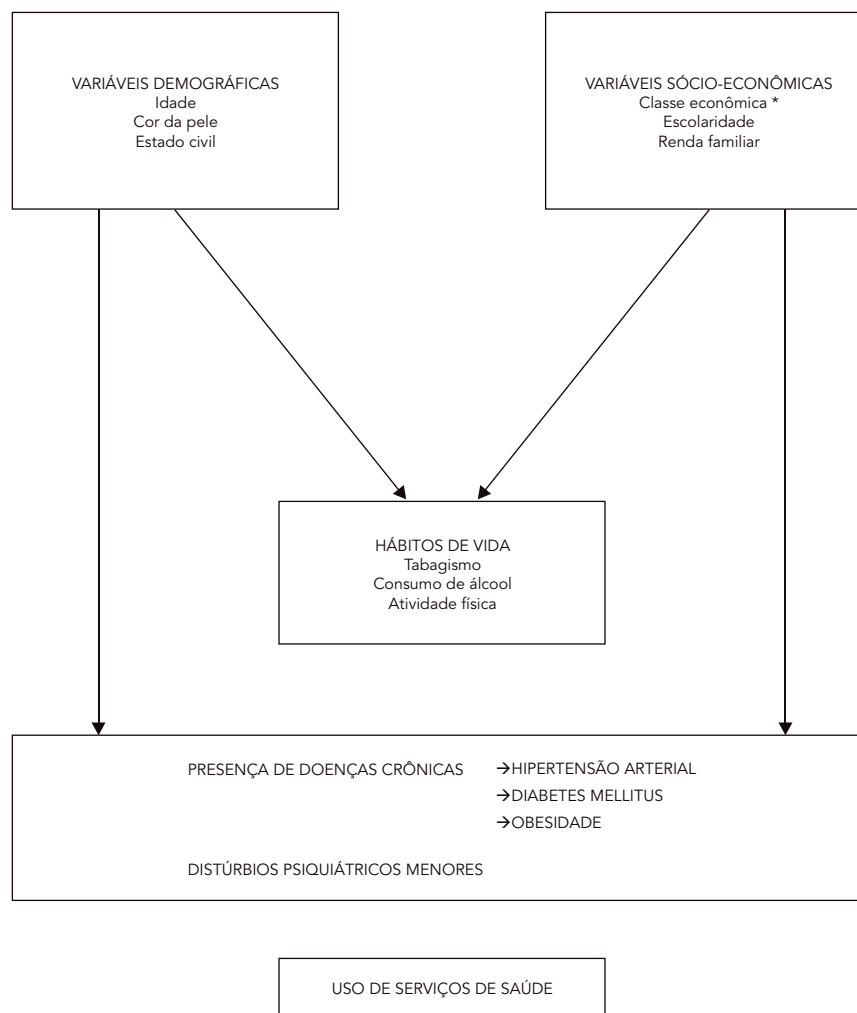 VARIÁVEIS DEMOGRÁFICAS
Idade
Cor da pele
Estado civil
VARIÁVEIS SÓCIO-ECONÔMICAS
Classe econômica *
Escolaridade
Renda familiar
HÁBITOS DE VIDA
Tabagismo
Consumo de álcool
Atividade física
PRESENÇA DE DOENÇAS CRÔNICAS →HIPERTENSÃO ARTERIAL
→DIABETES MELLITUS
→OBESIDADE
DISTÚRBIOS PSIQUIÁTRICOS MENORES
USO DE SERVIÇOS DE SAÚDE